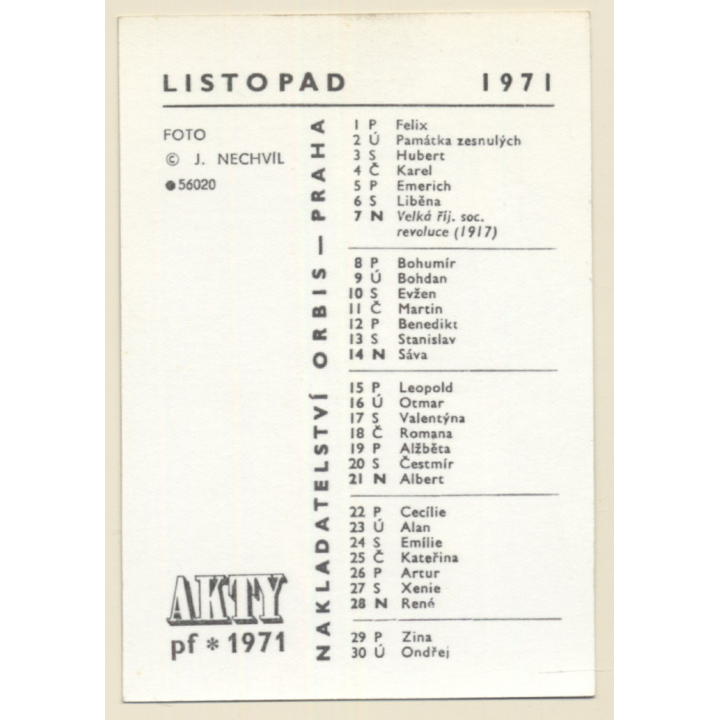 LISTOPAD 1971
FOTO
© J. NECHVÍL
●56020
NAKLADATELSTVÍ ORBIS — PRAHA
1 P Felix
2 Ú Památka zesnulých
3 S Hubert
4 Č Karel
5 P Emerich
6 S Liběna
7 N Velká říj. soc.
revoluce (1917)
8 P Bohumír
9 Ú Bohdan
10 S Evžen
11 Č Martin
12 P Benedikt
13 S Stanislav
14 N Sáva
15 P Leopold
16 Ú Otmar
17 S Valentýna
18 Č Romana
19 P Alžběta
20 S Čestmír
21 N Albert
22 P Cecílie
23 Ú Alan
24 S Emílie
25 Č Kateřina
26 P Artur
27 S Xenie
28 N René
29 P Zina
30 Ú Ondřej
AKTY
pf * 1971